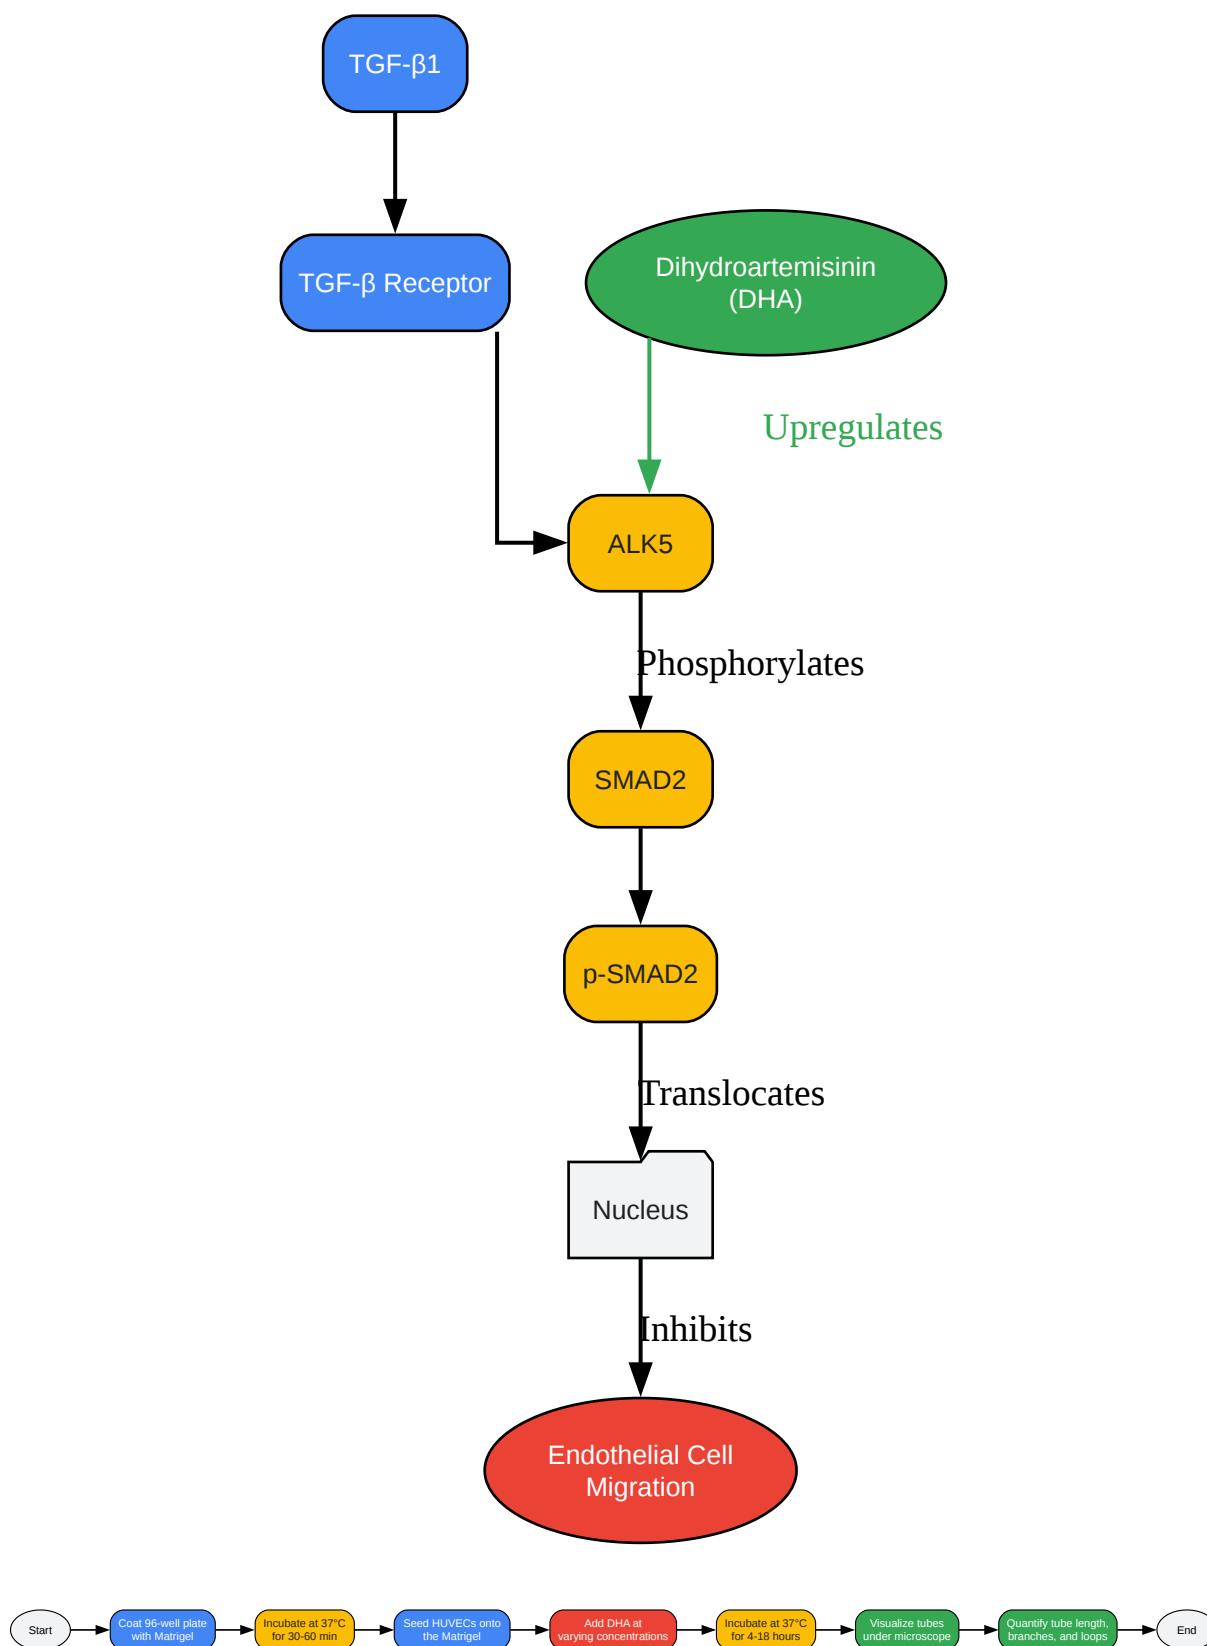 TGF-β1
TGF-β Receptor
Dihydroartemisinin
(DHA)
Upregulates
ALK5
Phosphorylates
SMAD2
p-SMAD2
Translocates
Nucleus
Inhibits
Endothelial Cell
Migration
Start
Coat 96-well plate
with Matrigel
Incubate at 37°C
for 30-60 min
Seed HUVECs onto
the Matrigel
Add DHA at
varying concentrations
Incubate at 37°C
for 4-18 hours
Visualize tubes
under microscope
Quantify tube length,
branches, and loops
End